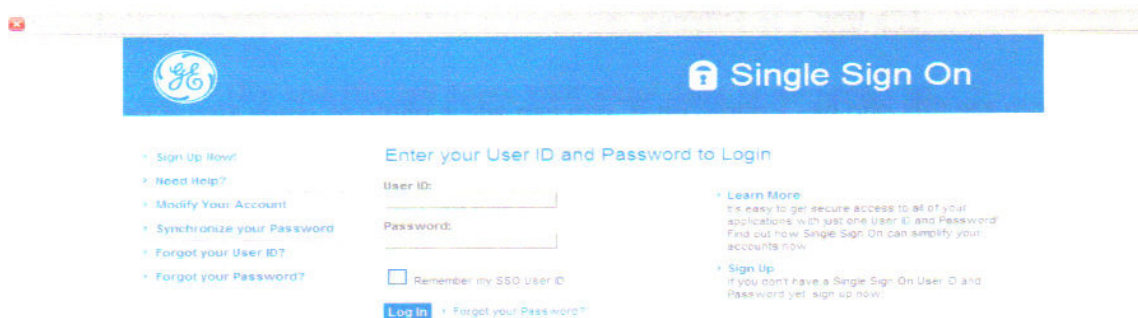 GE
Single Sign On
Sign Up Now!
Need Help?
Modify Your Account
Synchronize your Password
Forgot your User ID?
Forgot your Password?
Enter your User ID and Password to Login
User ID:
Password:
Remember my SSO User ID
Log In
Forgot your Password?
Learn More
It's easy to get secure access to all of your
applications with just one User ID and Password!
Find out how Single Sign On can simplify your
accounts now
Sign Up
If you don't have a Single Sign On User ID and
Password yet, sign up now